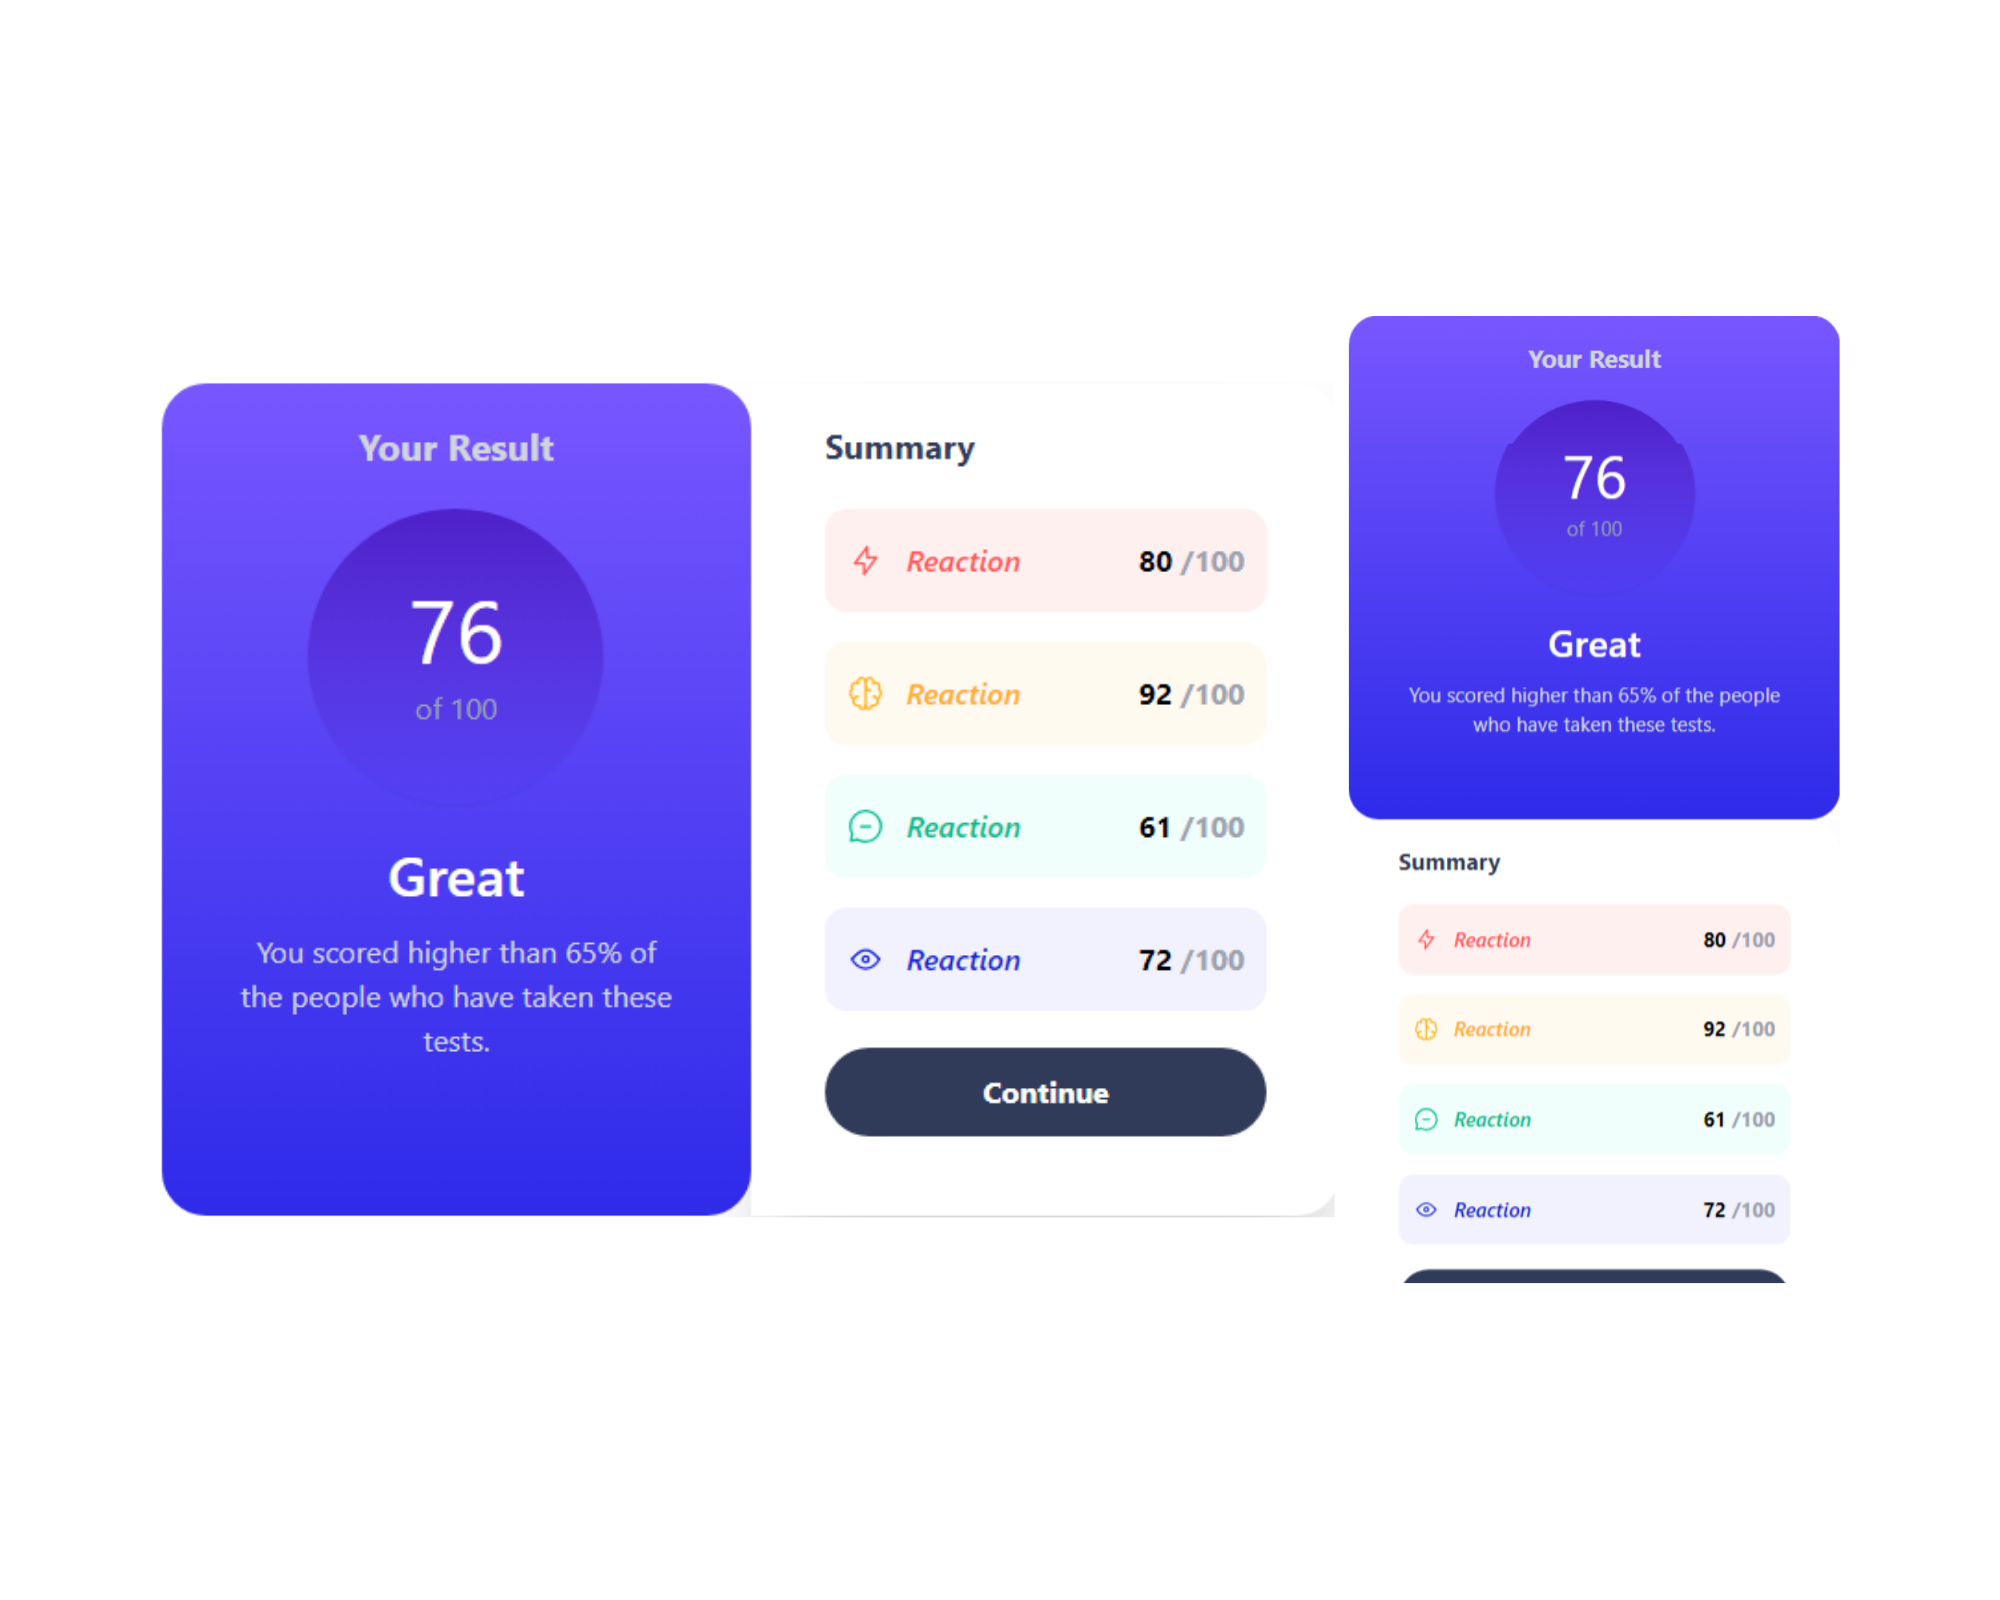 Your Result
76
of 100
Great
You scored higher than 65% of
the people who have taken these
tests.
Summary
Reaction 80 /100
Reaction 92 /100
Reaction 61 /100
Reaction 72 /100
Continue
Your Result
76
of 100
Great
You scored higher than 65% of the people
who have taken these tests.
Summary
Reaction 80 /100
Reaction 92 /100
Reaction 61 /100
Reaction 72 /100